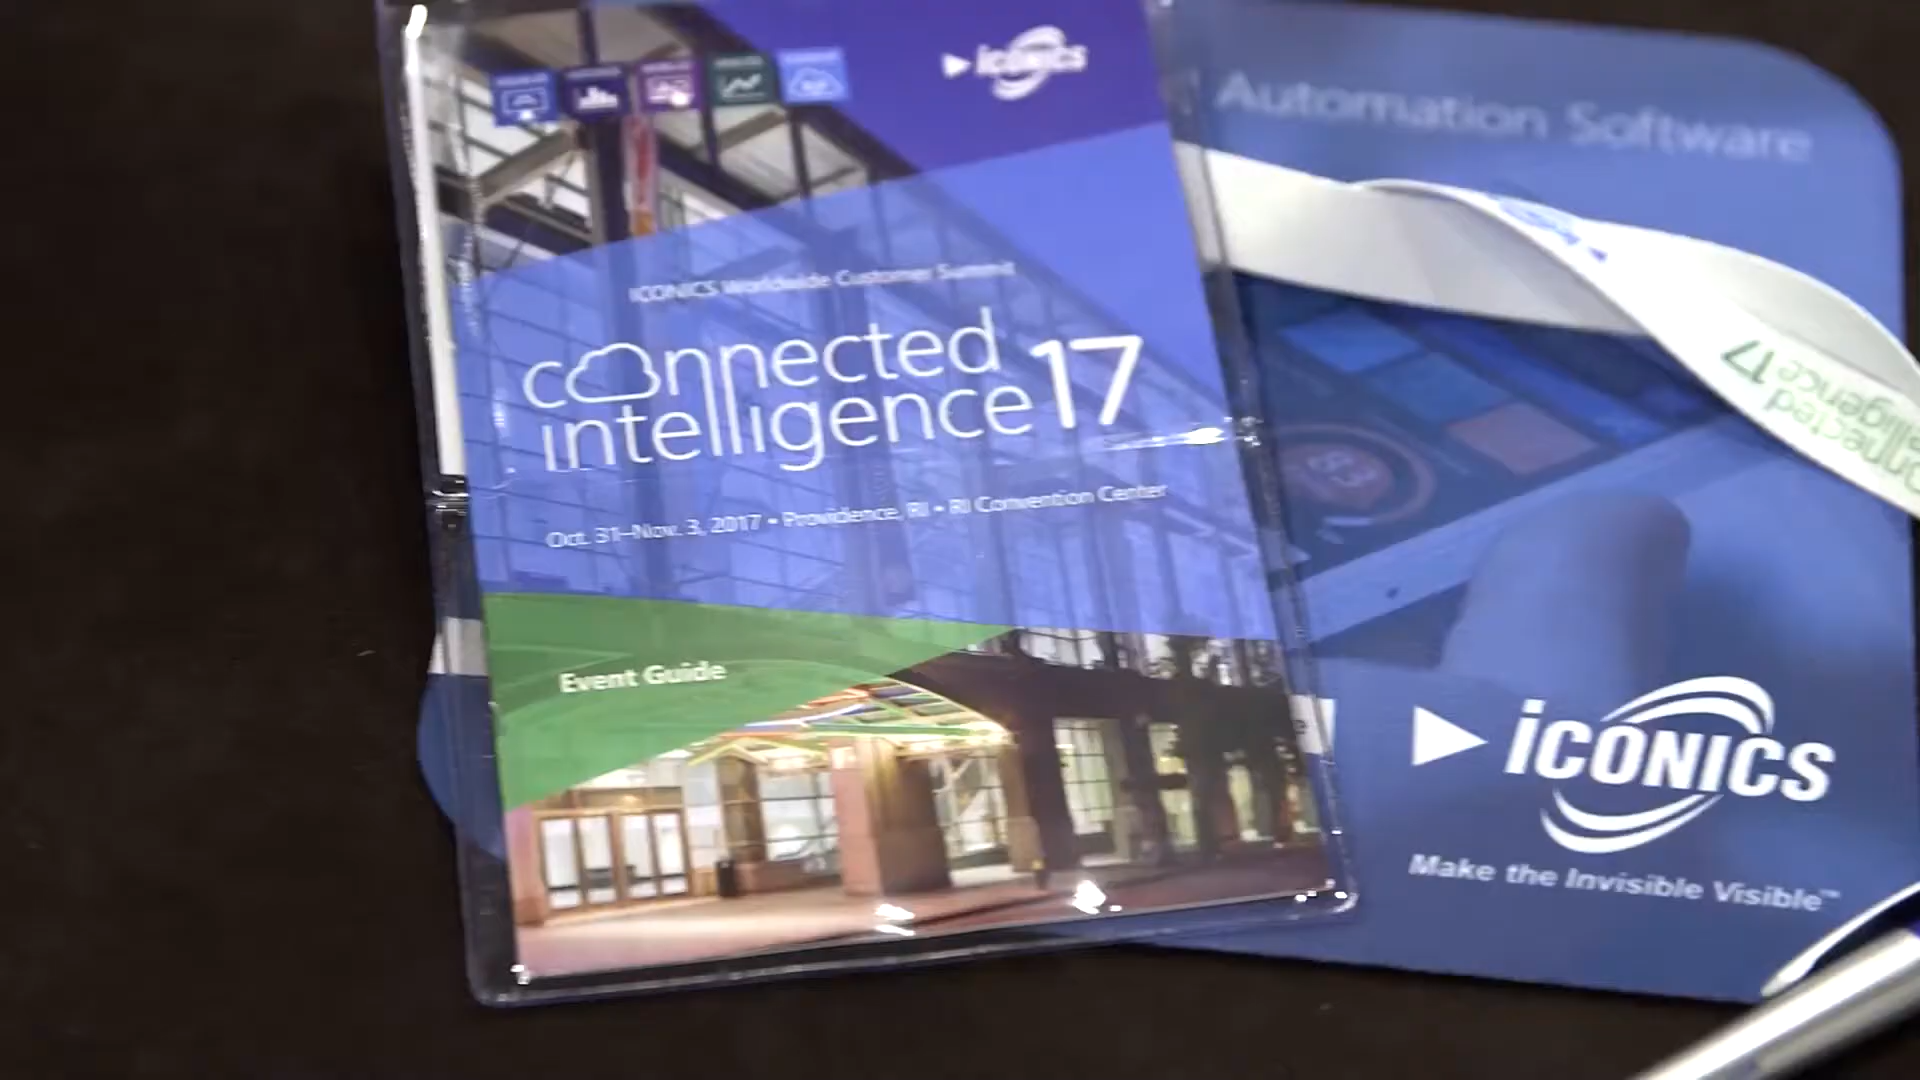 ICONICS
ICONICS Worldwide Customer Summit
connected
intelligence 17
Oct. 31–Nov. 3, 2017 • Providence, RI • RI Convention Center
Event Guide
Automation Software
connected
intelligence 17
83
ICONICS
Make the Invisible Visible™